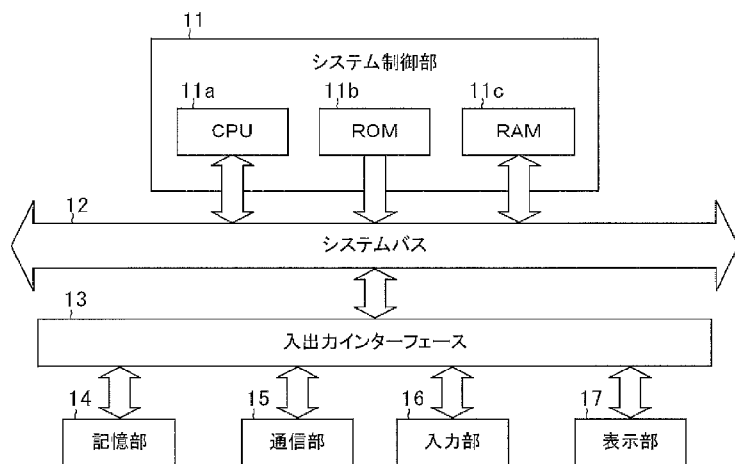 11
システム制御部
11a 11b 11c
CPU ROM RAM
12
システムバス
13
入出力インターフェース
14 15 16 17
記憶部 通信部 入力部 表示部